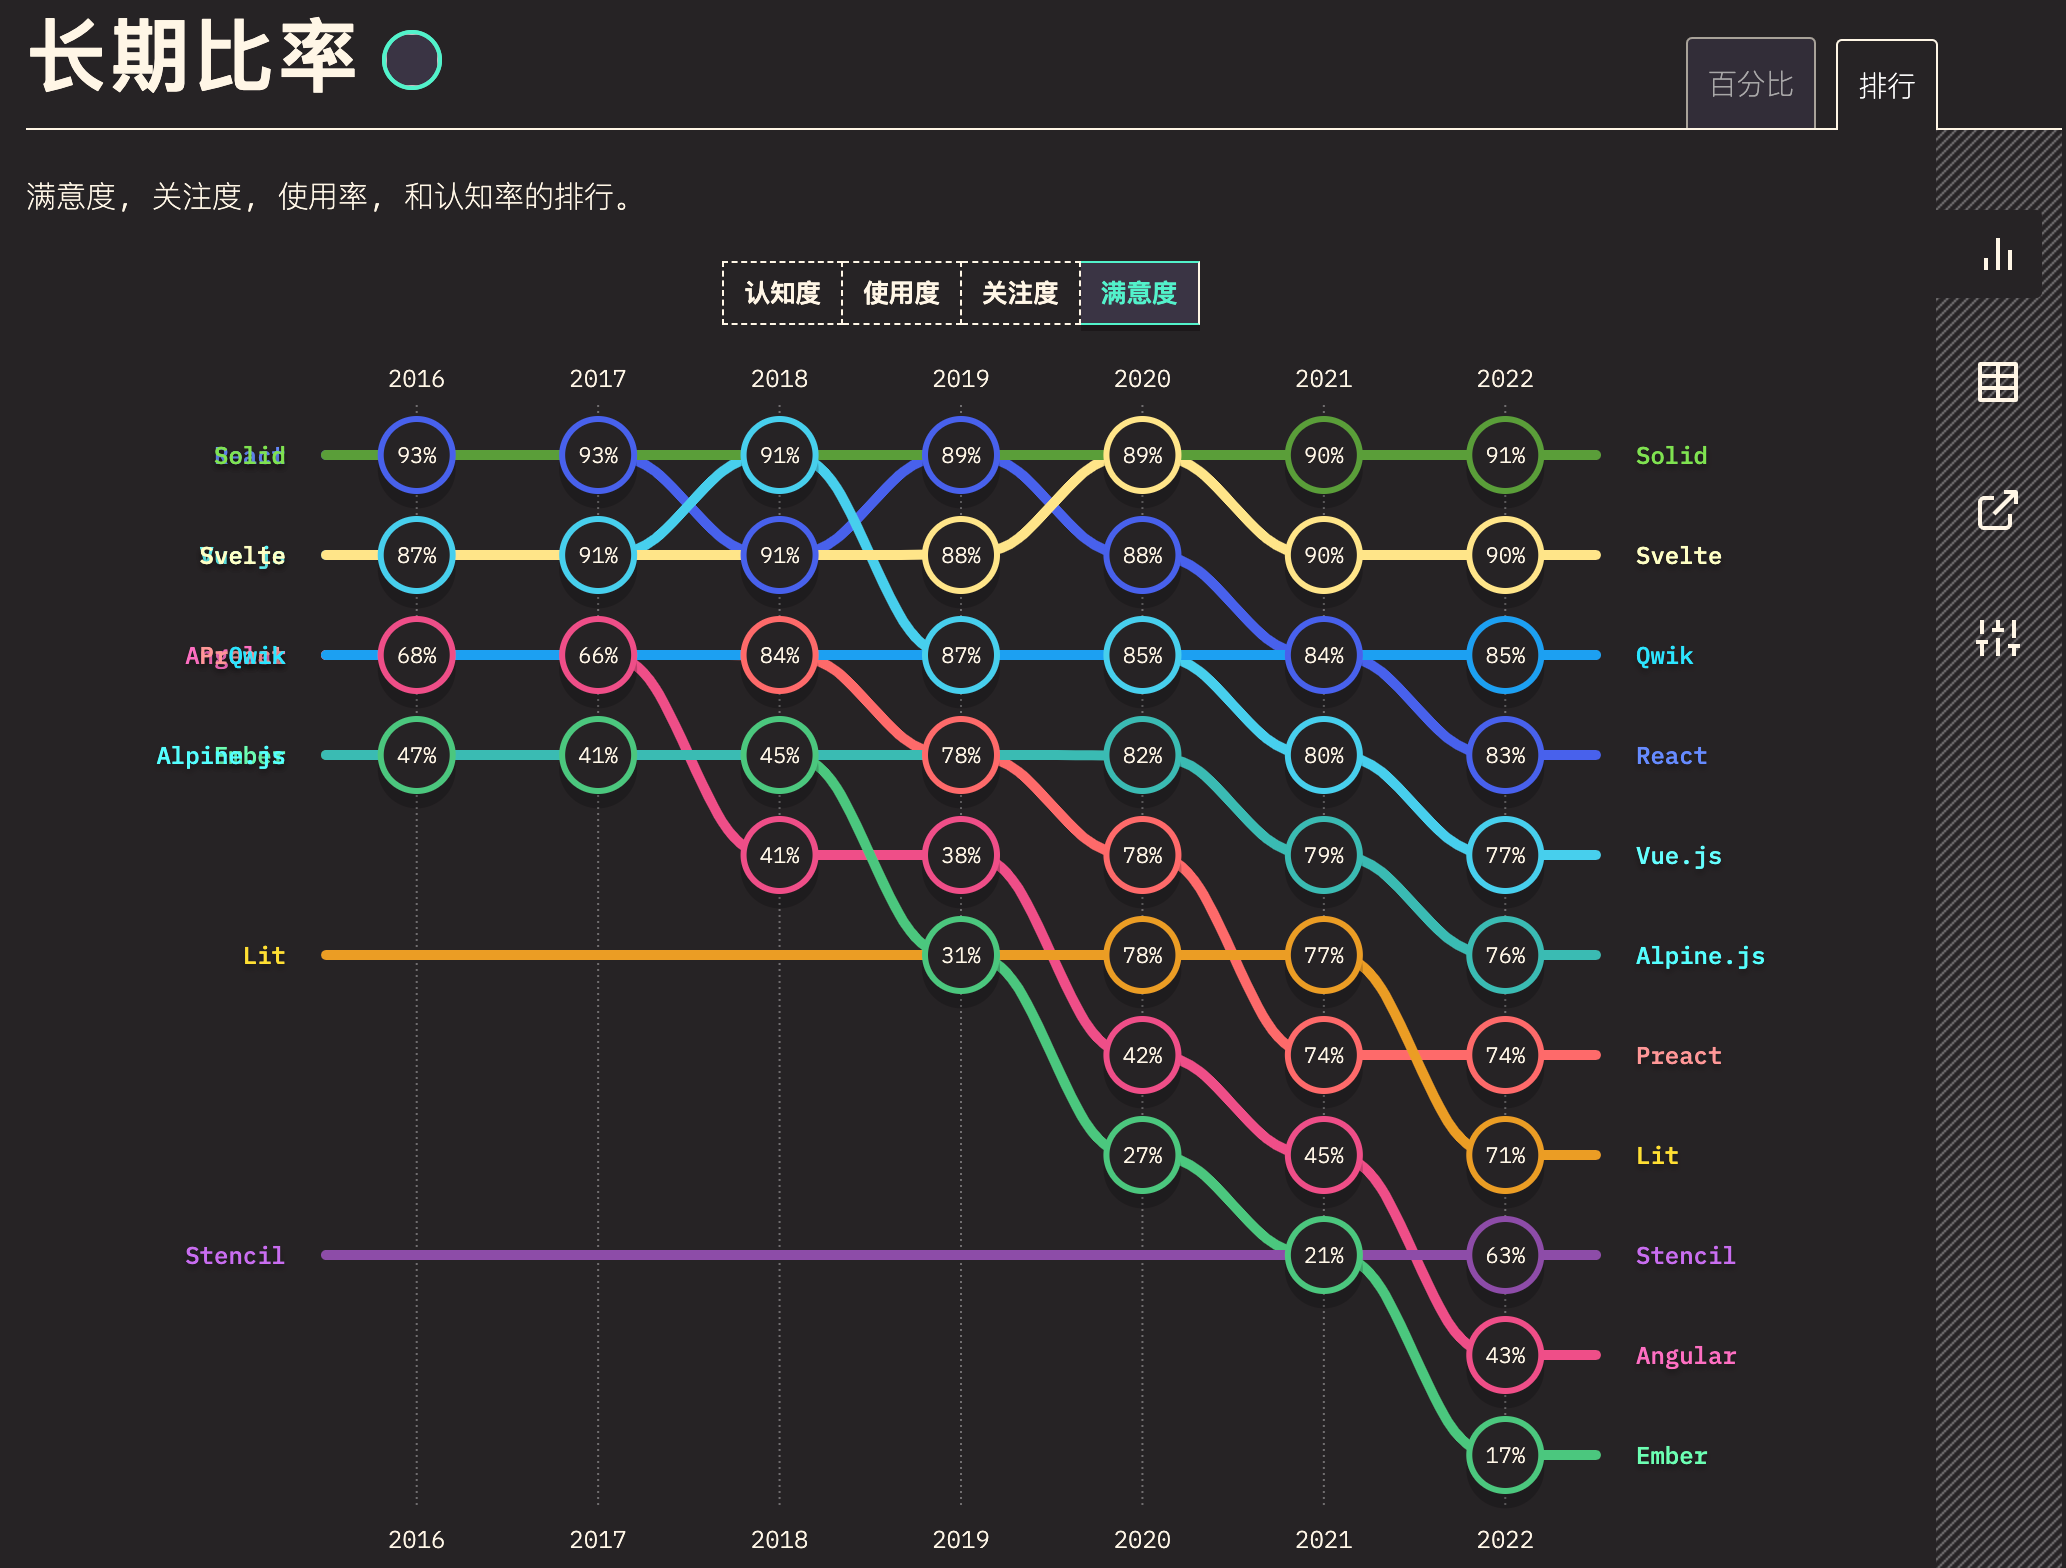 长期比率
百分比 排行
满意度, 关注度, 使用率, 和认知率的排行。
认知度 使用度 关注度 满意度
2016 2017 2018 2019 2020 2021 2022
Solid 93% 93% 91% 89% 89% 90% 91% Solid
Svelte 87% 91% 91% 88% 88% 90% 90% Svelte
Qwik 68% 66% 84% 87% 85% 84% 85% Qwik
Alpine.js Ember 47% 41% 45% 78% 82% 80% 83% React
41% 38% 78% 79% 77% Vue.js
Lit 31% 78% 77% 76% Alpine.js
42% 74% 74% Preact
27% 45% 71% Lit
Stencil 21% 63% Stencil
43% Angular
17% Ember
2016 2017 2018 2019 2020 2021 2022